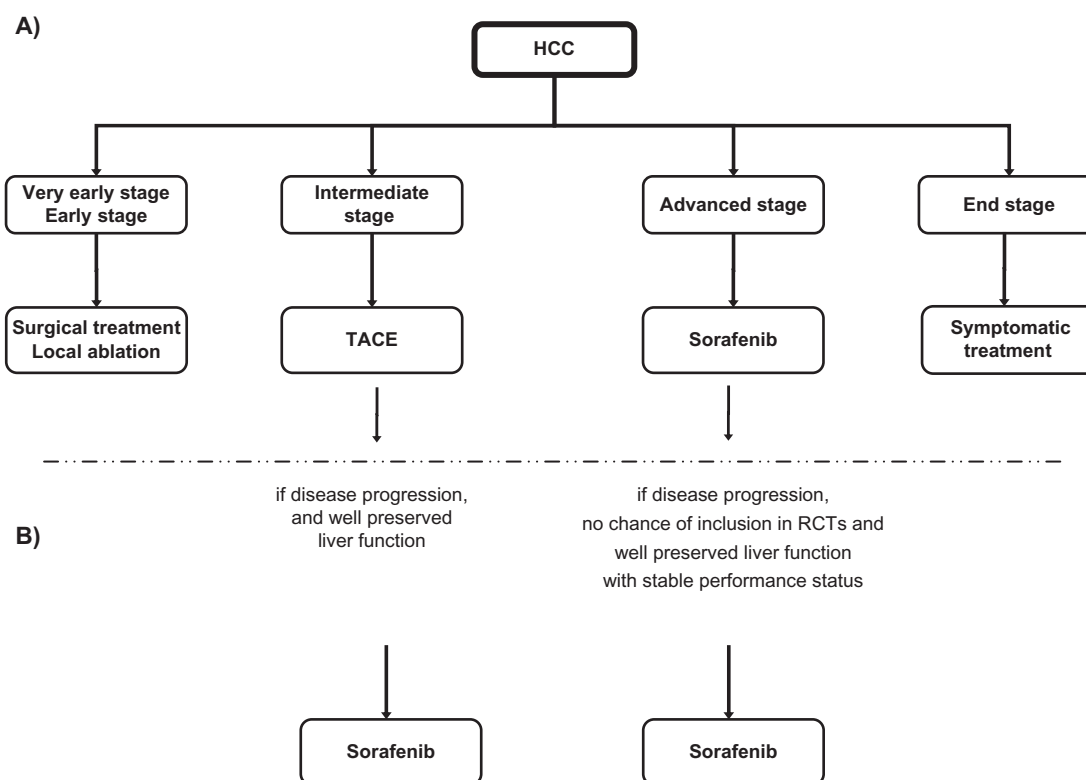 A)
HCC
Very early stage
Early stage
Intermediate
stage
Advanced stage
End stage
Surgical treatment
Local ablation
TACE
Sorafenib
Symptomatic
treatment
if disease progression,
and well preserved
liver function
if disease progression,
no chance of inclusion in RCTs and
well preserved liver function
with stable performance status
B)
Sorafenib
Sorafenib